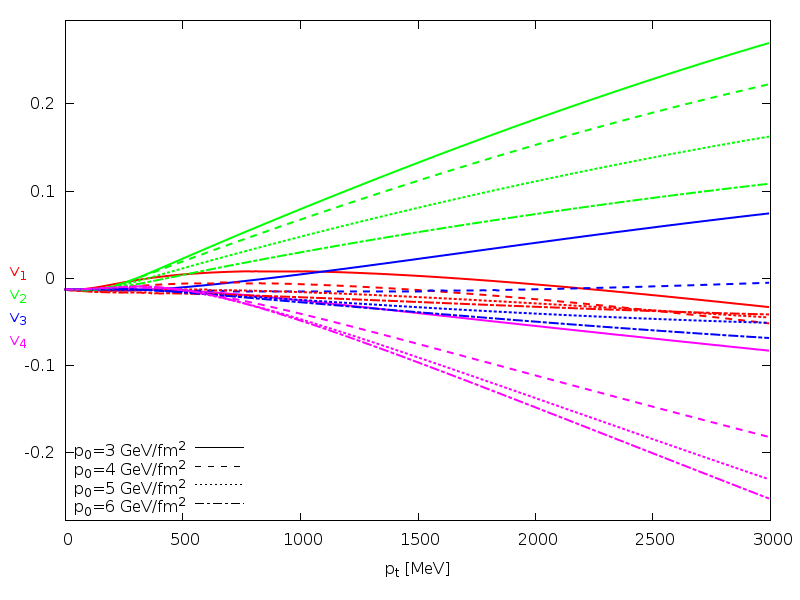 0.2
0.1
0
-0.1
-0.2
v1
v2
v3
v4
p0=3 GeV/fm2
p0=4 GeV/fm2
p0=5 GeV/fm2
p0=6 GeV/fm2
0 500 1000 1500 2000 2500 3000
pt [MeV]